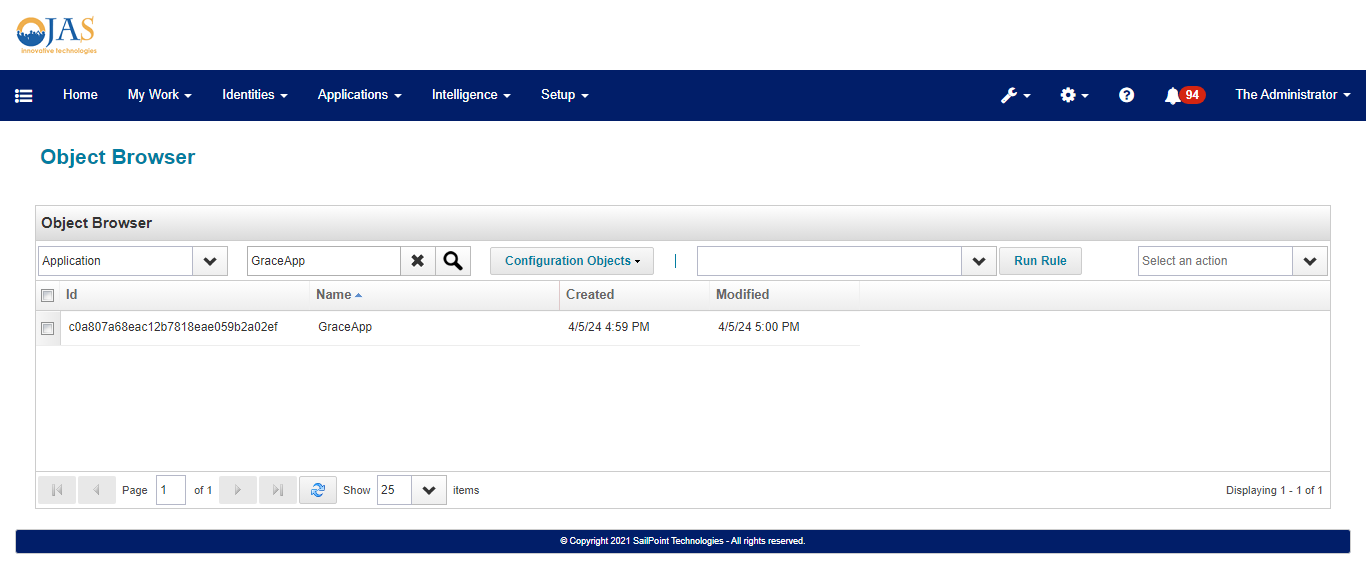 OJAS
innovative technologies
Home My Work Identities Applications Intelligence Setup 94 The Administrator
Object Browser
Object Browser
Application GraceApp Configuration Objects | Run Rule Select an action
Id Name Created Modified
c0a807a68eac12b7818eae059b2a02ef GraceApp 4/5/24 4:59 PM 4/5/24 5:00 PM
Page 1 of 1 Show 25 items Displaying 1 - 1 of 1
© Copyright 2021 SailPoint Technologies - All rights reserved.